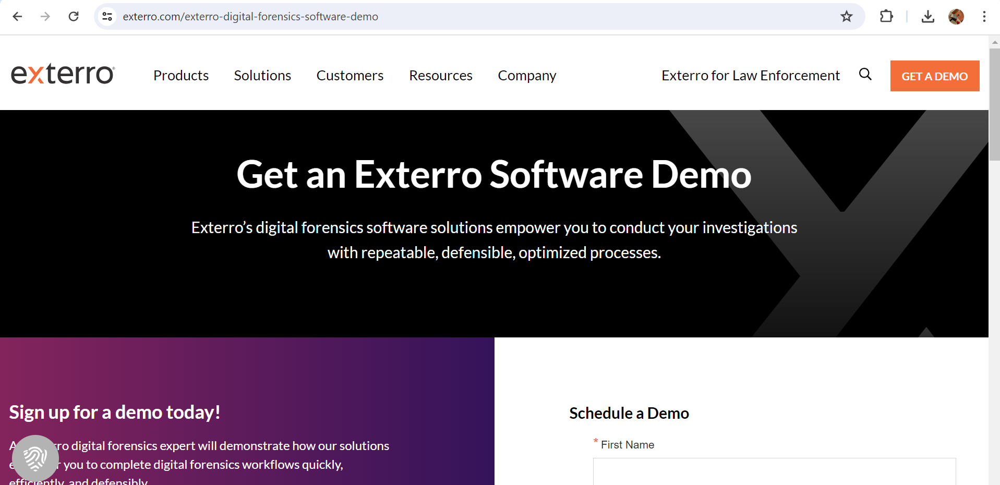 exterro.com/exterro-digital-forensics-software-demo
exterro
Products Solutions Customers Resources Company Exterro for Law Enforcement GET A DEMO
Get an Exterro Software Demo
Exterro’s digital forensics software solutions empower you to conduct your investigations
with repeatable, defensible, optimized processes.
Sign up for a demo today!
digital forensics expert will demonstrate how our solutions
you to complete digital forensics workflows quickly,
efficiently, and defensibly
Schedule a Demo
* First Name